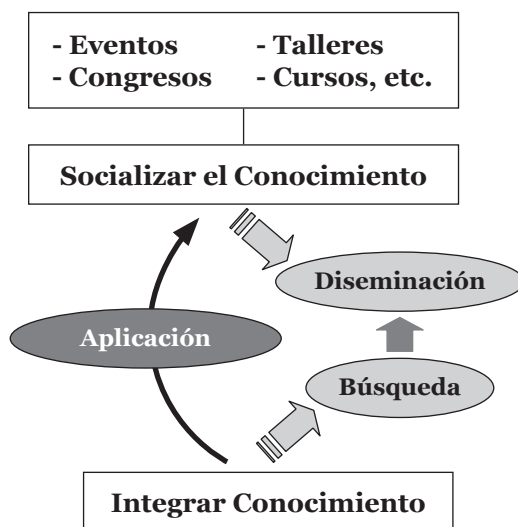 - Eventos - Talleres
- Congresos - Cursos, etc.
Socializar el Conocimiento
Diseminación
Aplicación
Búsqueda
Integrar Conocimiento